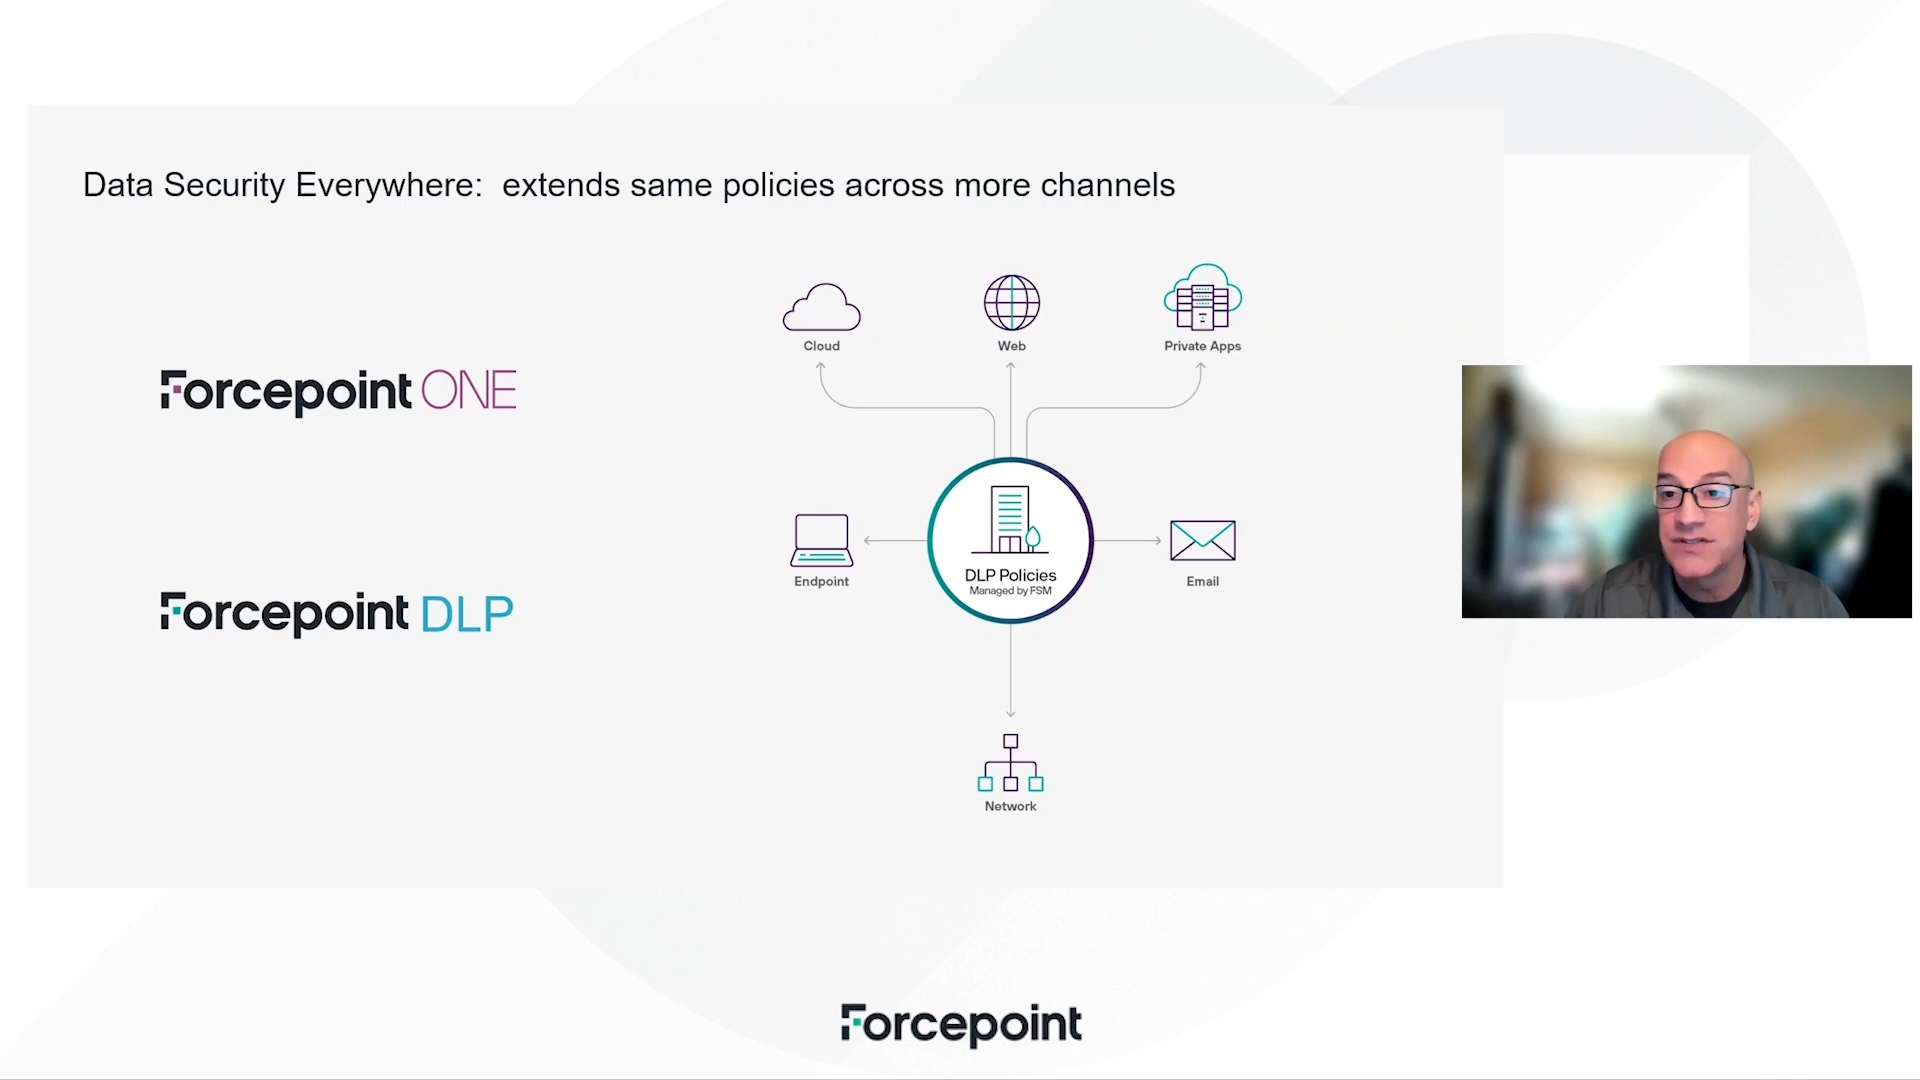 Data Security Everywhere: extends same policies across more channels
Cloud
Web
Private Apps
Forcepoint ONE
Endpoint
DLP Policies
Managed by FSM
Email
Forcepoint DLP
Network
Forcepoint